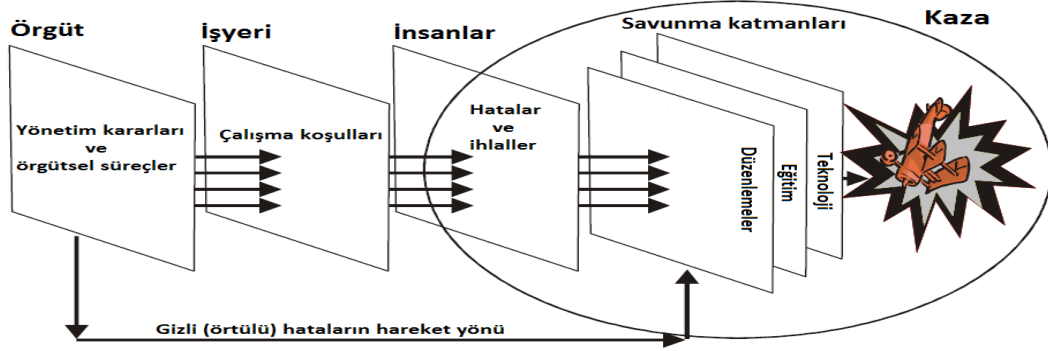 Örgüt
İşyeri
İnsanlar
Savunma katmanları
Kaza
Yönetim kararları
ve
örgütsel süreçler
Çalışma koşulları
Hatalar
ve
ihlaller
Düzenlemeler
Eğitim
Teknoloji
Gizli (örtülü) hataların hareket yönü